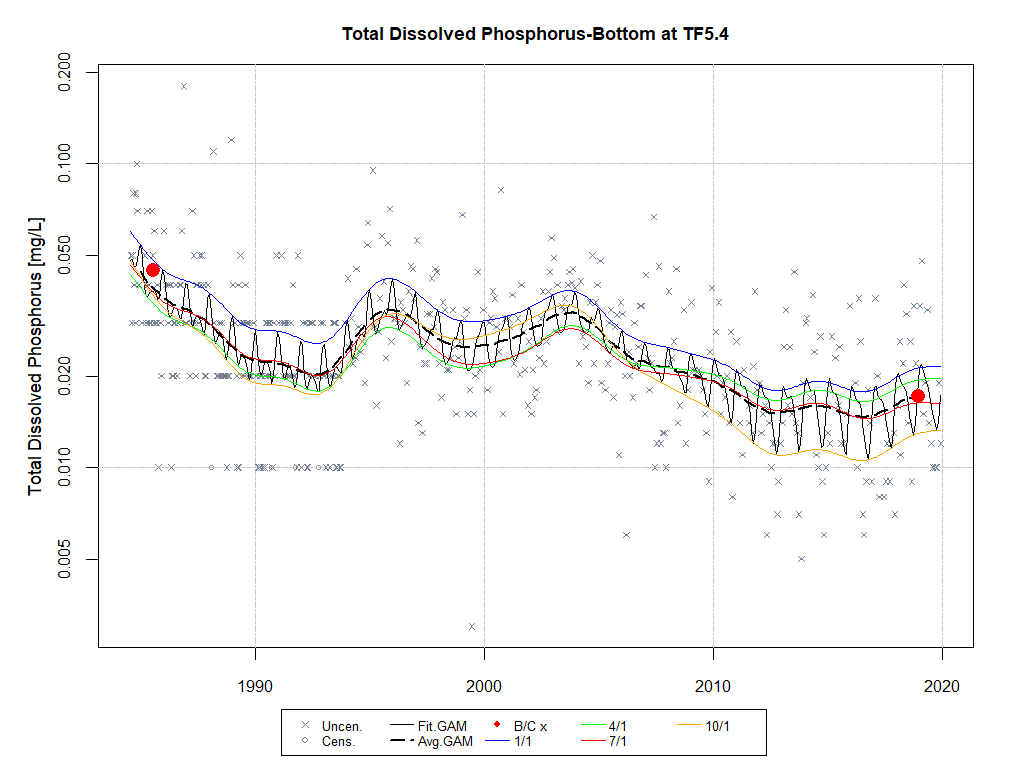 Total Dissolved Phosphorus-Bottom at TF5.4
Total Dissolved Phosphorus [mg/L]
0.200
0.100
0.050
0.020
0.010
0.005
1990 2000 2010 2020
Uncen. Fit.GAM B/C x 4/1 10/1
Cens. Avg.GAM 1/1 7/1